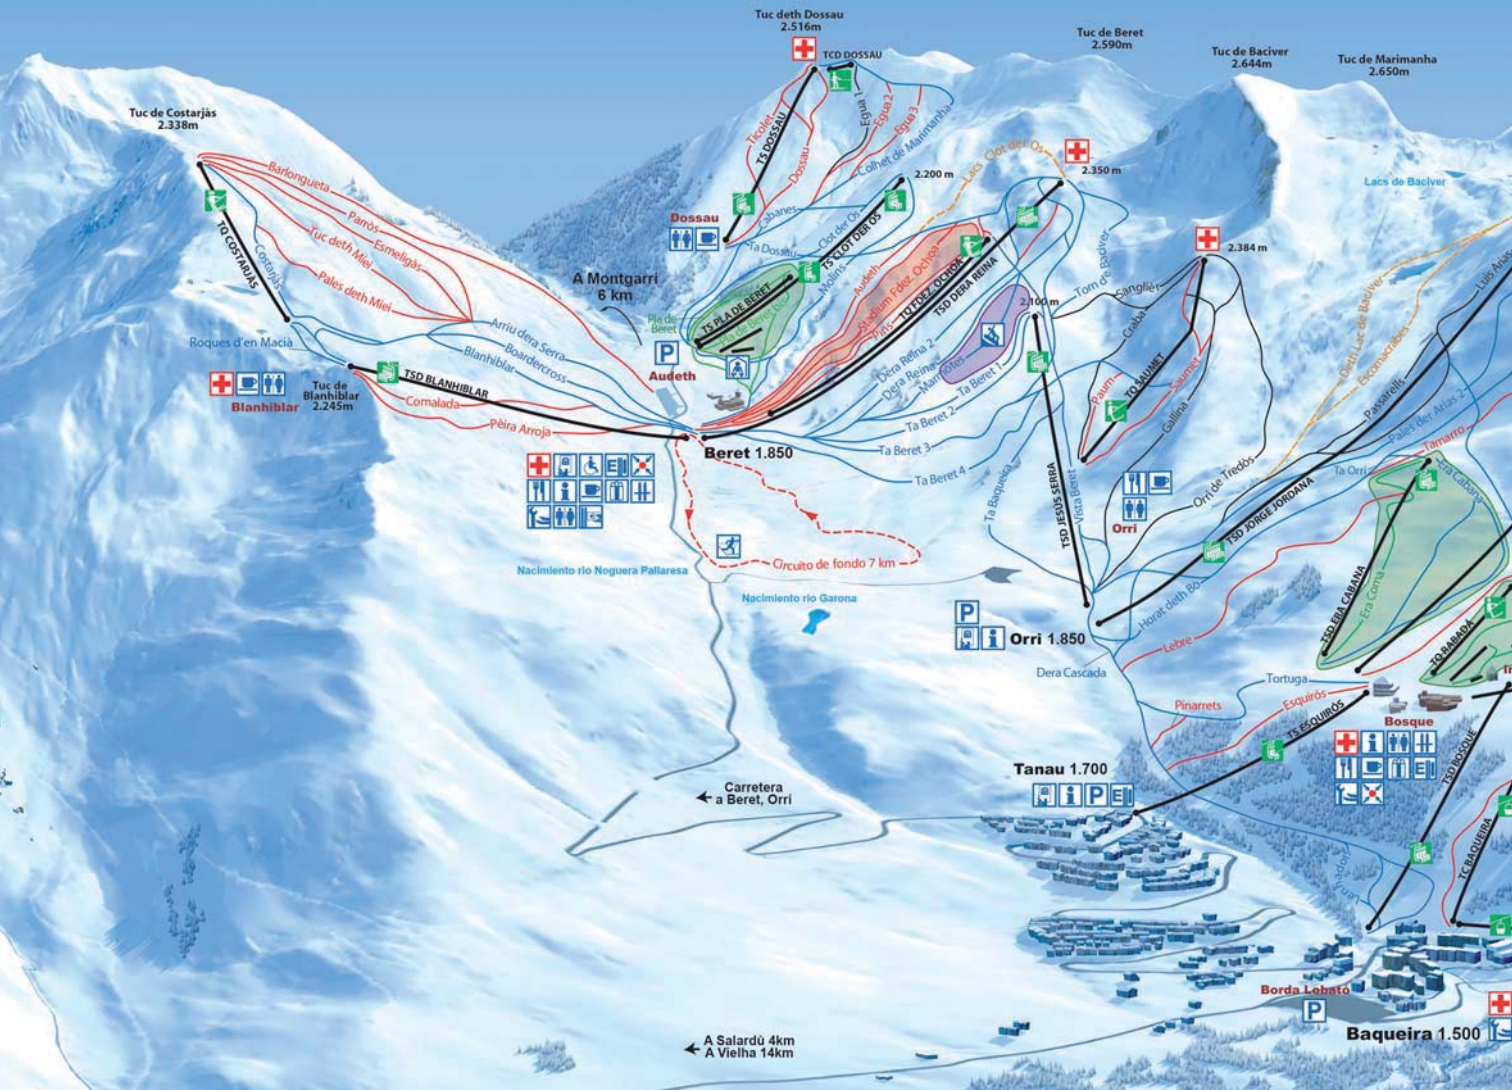 Tuc deth Dossau
2.516m
TCD DOSSAU
Tuc de Beret
2.590m
Tuc de Baciver
2.644m
Tuc de Marimanha
2.650m
Tuc de Costarjàs
2.338m
Barlongueta
Parròs
Esmeligàs
Tuc deth Miei
Pales deth Miei
TQ COSTARJÀS
Costarjàs
Roques d'en Macià
Blanhiblar
Tuc de
Blanhiblar
2.245m
TSD BLANHIBLAR
Comalada
Pèira Arroja
Arriu dera Serra
Boardercross
Blanhiblar
Ticolet
TS DOSSAU
Dossau
Egua 1
Egua 2
Egua 3
Colhet de Marimanha
Dossau
Cabanes
Ta Dossau
2.200 m
Clot der Os
TS CLOT DER OS
Molins
A Montgarri
6 km
Pla de
Beret
TS PLA DE BERET
P
Audeth
Lacs Clot der Os
2.350 m
Audeth
Stadium Fdez. Ochoa
Pins
TQ FDEZ. OCHOA
TSD DERA REINA
Dera Reina 2
Dera Reina
Marmotes
Ta Beret 1
Ta Beret 2
Ta Beret 3
Ta Beret 4
2.100 m
Tom de Baciver
Lacs de Baciver
2.384 m
Sanglièr
Craba
Paum
TQ SAUMET
Saumet
Gallina
Orri de Tredòs
Deth Lac de Baciver
Escornacrabes
Passarells
Luis Arias
Pales der Arias 2
Tamarro
Ta Orri
Era Cabana
Beret 1.850
Ta Baqueira
TSD JESÚS SERRA
Vista Beret
Orri
TSD JORGE JORDANA
Horat deth Bò
Lebre
TSD ERA CABANA
Era Coma
TQ RABADÀ
Circuito de fondo 7 km
Nacimiento rio Noguera Pallaresa
Nacimiento rio Garona
P
Orri 1.850
Dera Cascada
Tortuga
Pinarrets
Esquirós
TS ESQUIRÓS
Bosque
TSD BOSQUE
TC BAQUEIRA
Tanau 1.700
P
Carretera
a Beret, Orri
Borda Lobató
P
Baqueira 1.500
A Salardù 4km
A Vielha 14km